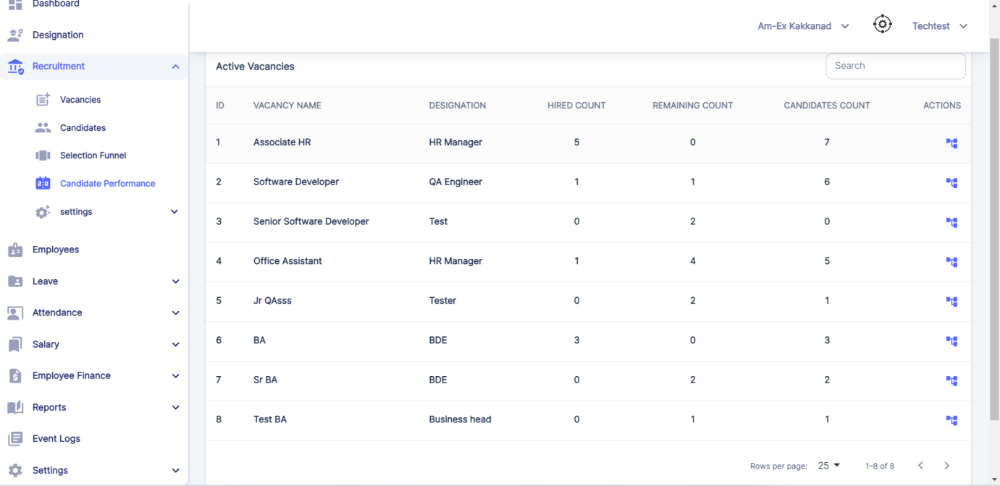 Dashboard
Designation
Recruitment
Vacancies
Candidates
Selection Funnel
Candidate Performance
settings
Employees
Leave
Attendance
Salary
Employee Finance
Reports
Event Logs
Settings
Am-Ex Kakkanad Techtest
Active Vacancies Search
ID VACANCY NAME DESIGNATION HIRED COUNT REMAINING COUNT CANDIDATES COUNT ACTIONS
1 Associate HR HR Manager 5 0 7
2 Software Developer QA Engineer 1 1 6
3 Senior Software Developer Test 0 2 0
4 Office Assistant HR Manager 1 4 5
5 Jr QAsss Tester 0 2 1
6 BA BDE 3 0 3
7 Sr BA BDE 0 2 2
8 Test BA Business head 0 1 1
Rows per page: 25 1–8 of 8